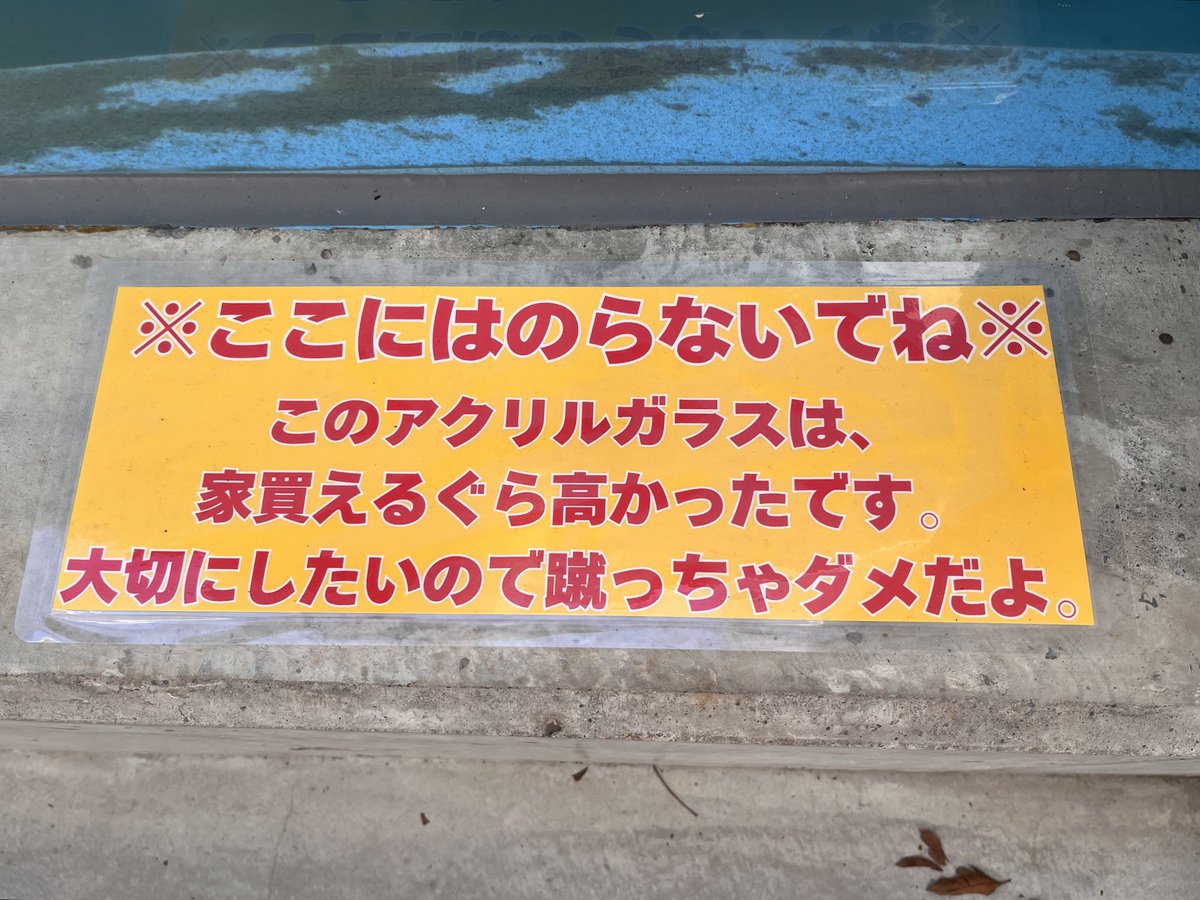 ※ここにはのらないでね※
このアクリルガラスは、
家買えるぐら高かったです。
大切にしたいので蹴っちゃダメだよ。